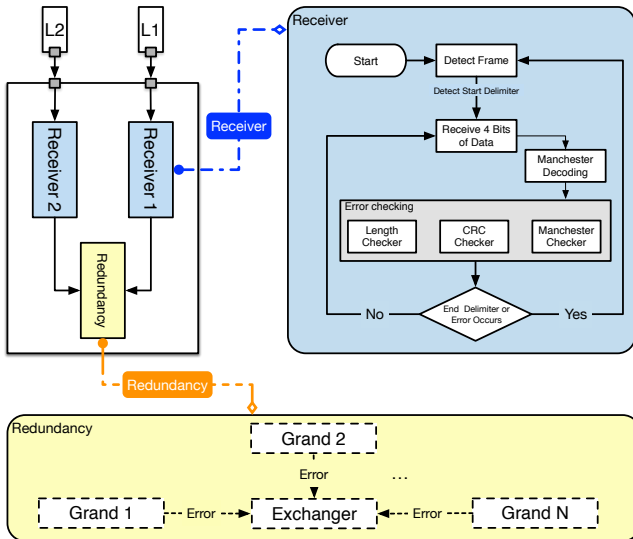 L2
L1
Receiver 2
Receiver 1
Redundancy
Receiver
Redundancy
Receiver
Start
Detect Frame
Detect Start Delimiter
Receive 4 Bits
of Data
Manchester
Decoding
Error checking
Length
Checker
CRC
Checker
Manchester
Checker
No
End Delimiter or
Error Occurs
Yes
Redundancy
Grand 2
Error
...
Grand 1
Error
Exchanger
Error
Grand N